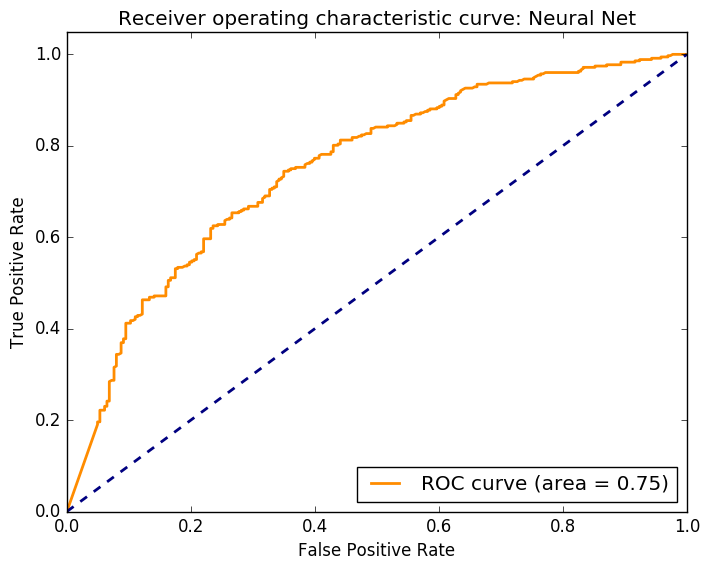 Receiver operating characteristic curve: Neural Net
1.0
0.8
0.6
0.4
0.2
0.0
True Positive Rate
ROC curve (area = 0.75)
0.0 0.2 0.4 0.6 0.8 1.0
False Positive Rate